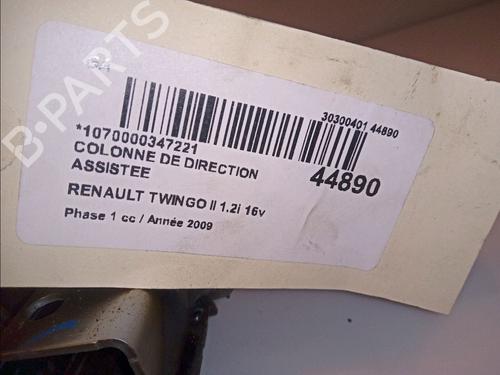 B-PARTS
30300401 44890
*1070000347221
COLONNE DE DIRECTION
ASSISTEE
44890
RENAULT TWINGO II 1.2i 16v
Phase 1 cc / Année 2009